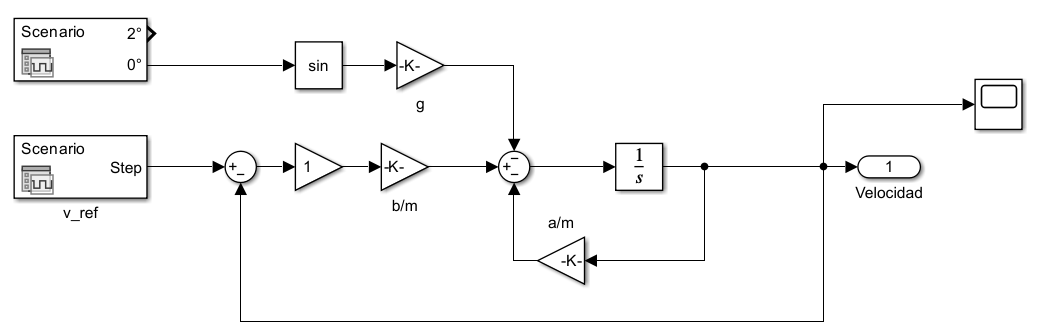 Scenario
2°
0°
sin
-K-
g
Scenario
Step
v_ref
+
−
1
-K-
b/m
−
+
−
1
s
a/m
-K-
1
Velocidad